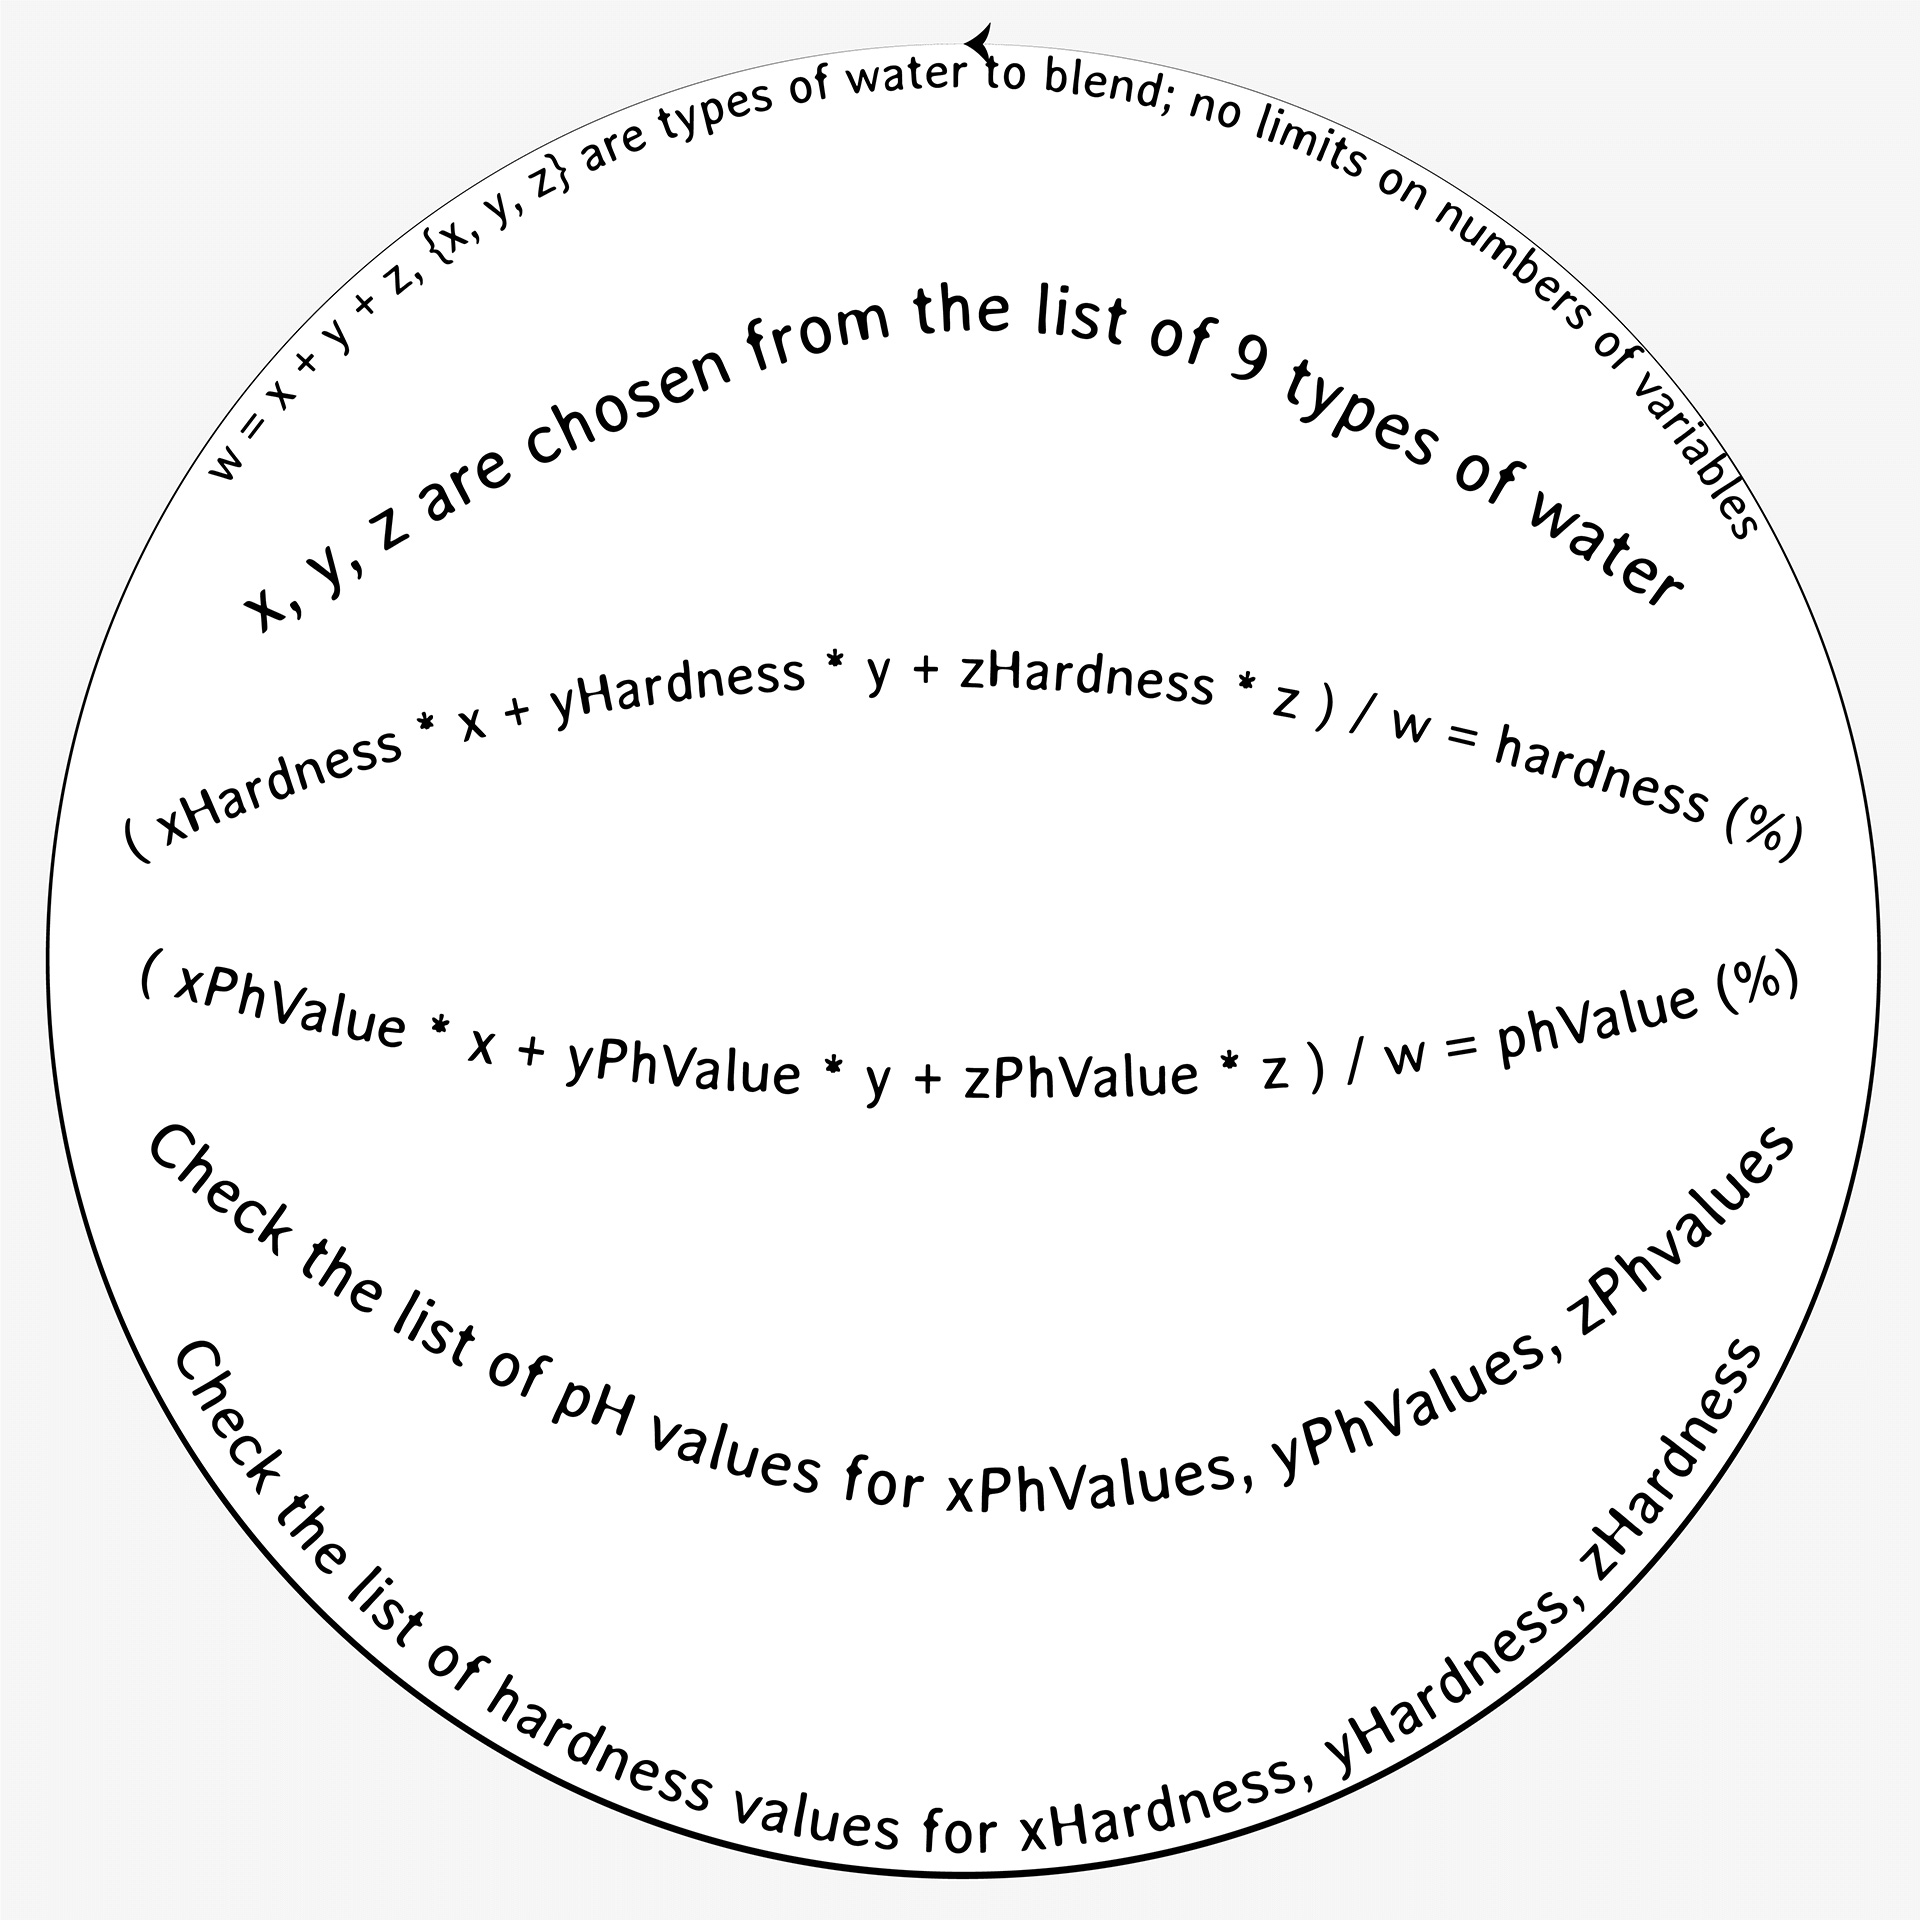 w = x + y + z, {x, y, z} are types of water to blend; no limits on numbers of variables
x, y, z are chosen from the list of 9 types of water
( xHardness * x + yHardness * y + zHardness * z ) / w = hardness (%)
( xPhValue * x + yPhValue * y + zPhValue * z ) / w = phValue (%)
Check the list of pH values for xPhValues, yPhValues, zPhvalues
Check the list of hardness values for xHardness, yHardness, zHardness